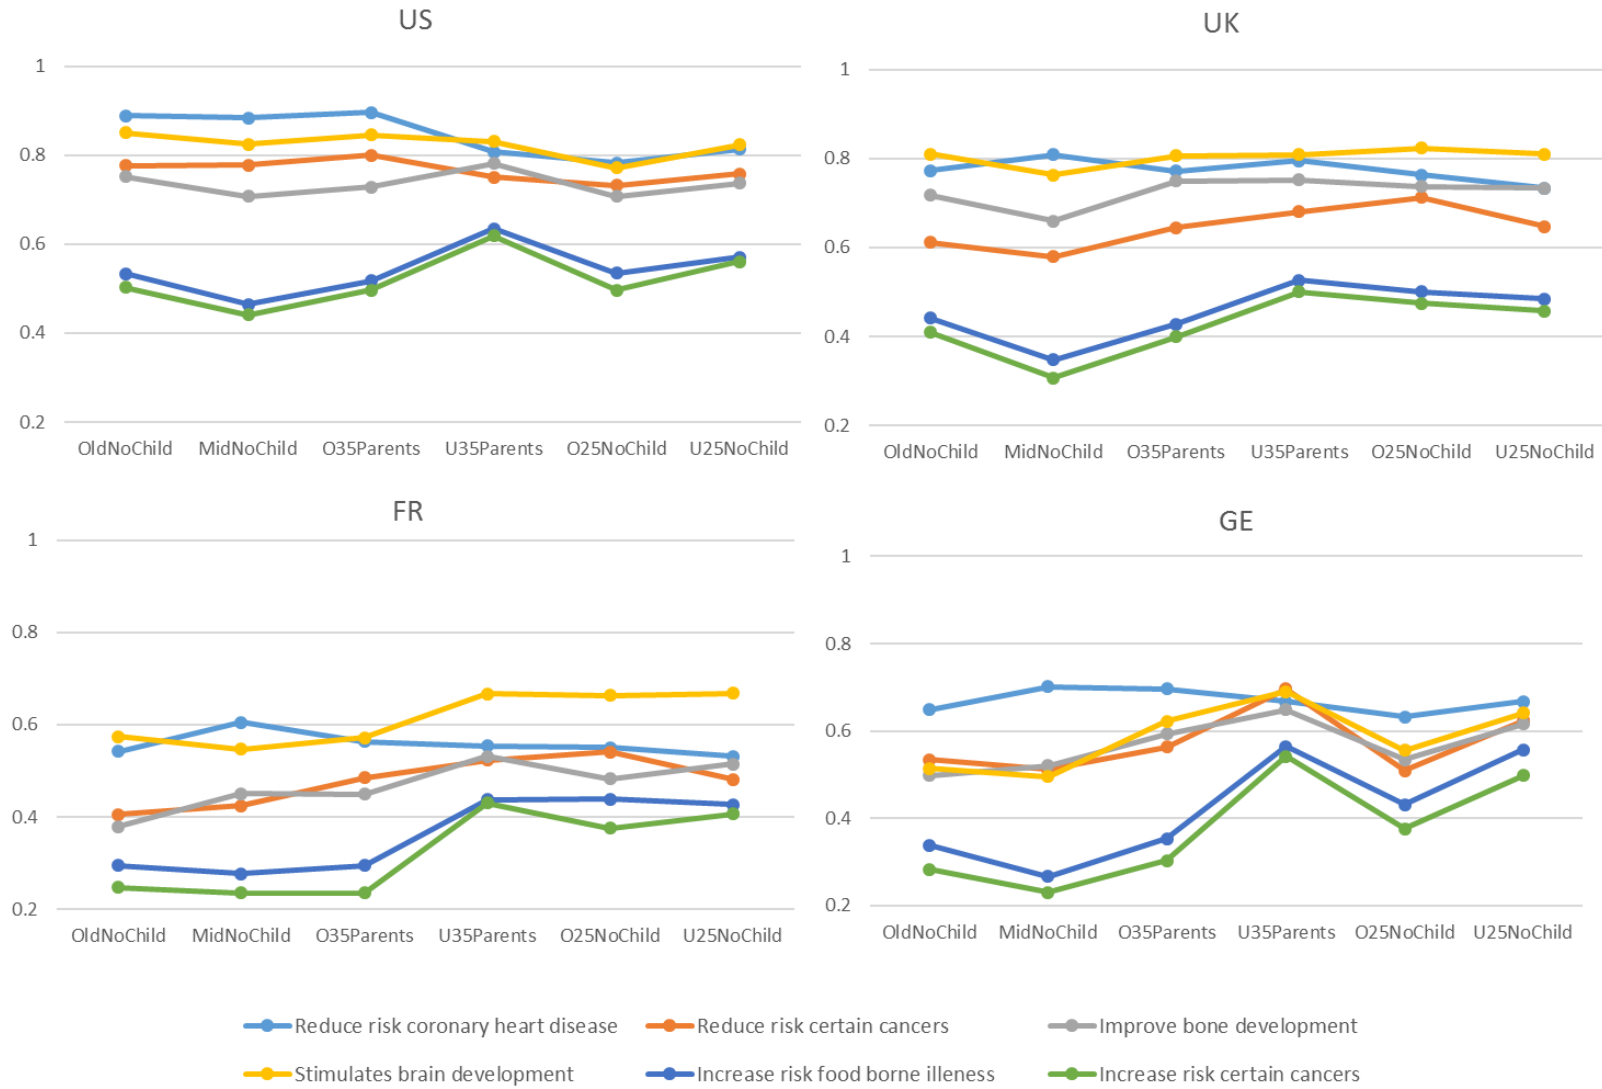 US
1
0.8
0.6
0.4
0.2
OldNoChild MidNoChild O35Parents U35Parents O25NoChild U25NoChild
UK
1
0.8
0.6
0.4
0.2
OldNoChild MidNoChild O35Parents U35Parents O25NoChild U25NoChild
FR
1
0.8
0.6
0.4
0.2
OldNoChild MidNoChild O35Parents U35Parents O25NoChild U25NoChild
GE
1
0.8
0.6
0.4
0.2
OldNoChild MidNoChild O35Parents U35Parents O25NoChild U25NoChild
Reduce risk coronary heart disease Reduce risk certain cancers Improve bone development
Stimulates brain development Increase risk food borne illeness Increase risk certain cancers